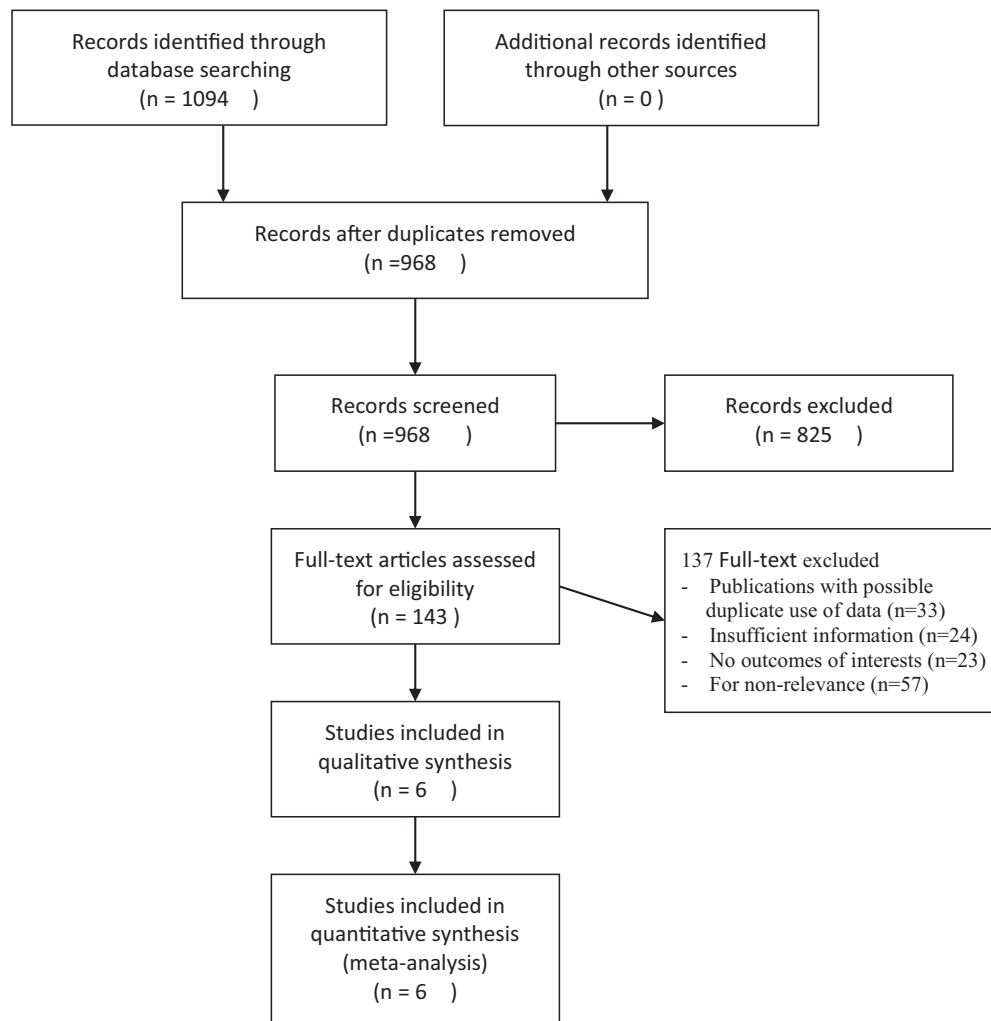 Records identified through
database searching
(n = 1094 )
Additional records identified
through other sources
(n = 0 )
Records after duplicates removed
(n =968 )
Records screened
(n =968 )
Records excluded
(n = 825 )
Full-text articles assessed
for eligibility
(n = 143 )
137 Full-text excluded
- Publications with possible
duplicate use of data (n=33)
- Insufficient information (n=24)
- No outcomes of interests (n=23)
- For non-relevance (n=57)
Studies included in
qualitative synthesis
(n = 6 )
Studies included in
quantitative synthesis
(meta-analysis)
(n = 6 )